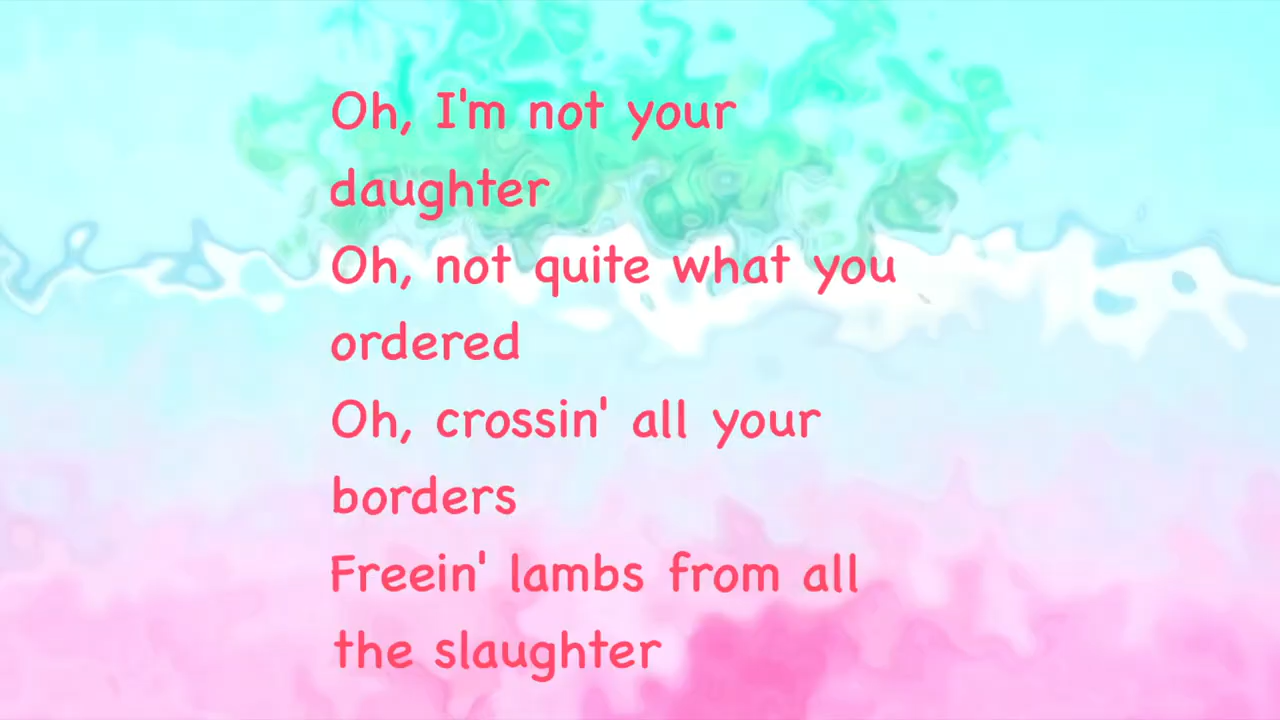 Oh, I'm not your
daughter
Oh, not quite what you
ordered
Oh, crossin' all your
borders
Freein' lambs from all
the slaughter